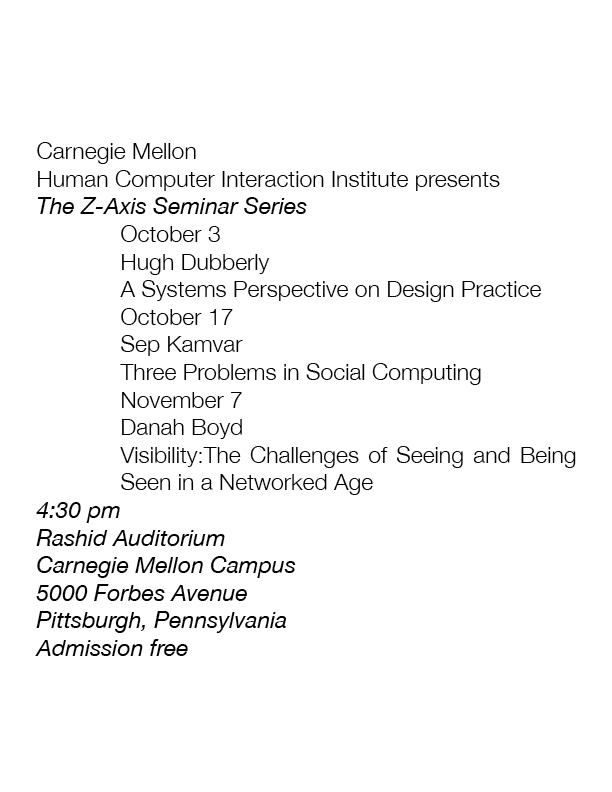 Carnegie Mellon
Human Computer Interaction Institute presents
The Z-Axis Seminar Series
October 3
Hugh Dubberly
A Systems Perspective on Design Practice
October 17
Sep Kamvar
Three Problems in Social Computing
November 7
Danah Boyd
Visibility:The Challenges of Seeing and Being
Seen in a Networked Age
4:30 pm
Rashid Auditorium
Carnegie Mellon Campus
5000 Forbes Avenue
Pittsburgh, Pennsylvania
Admission free